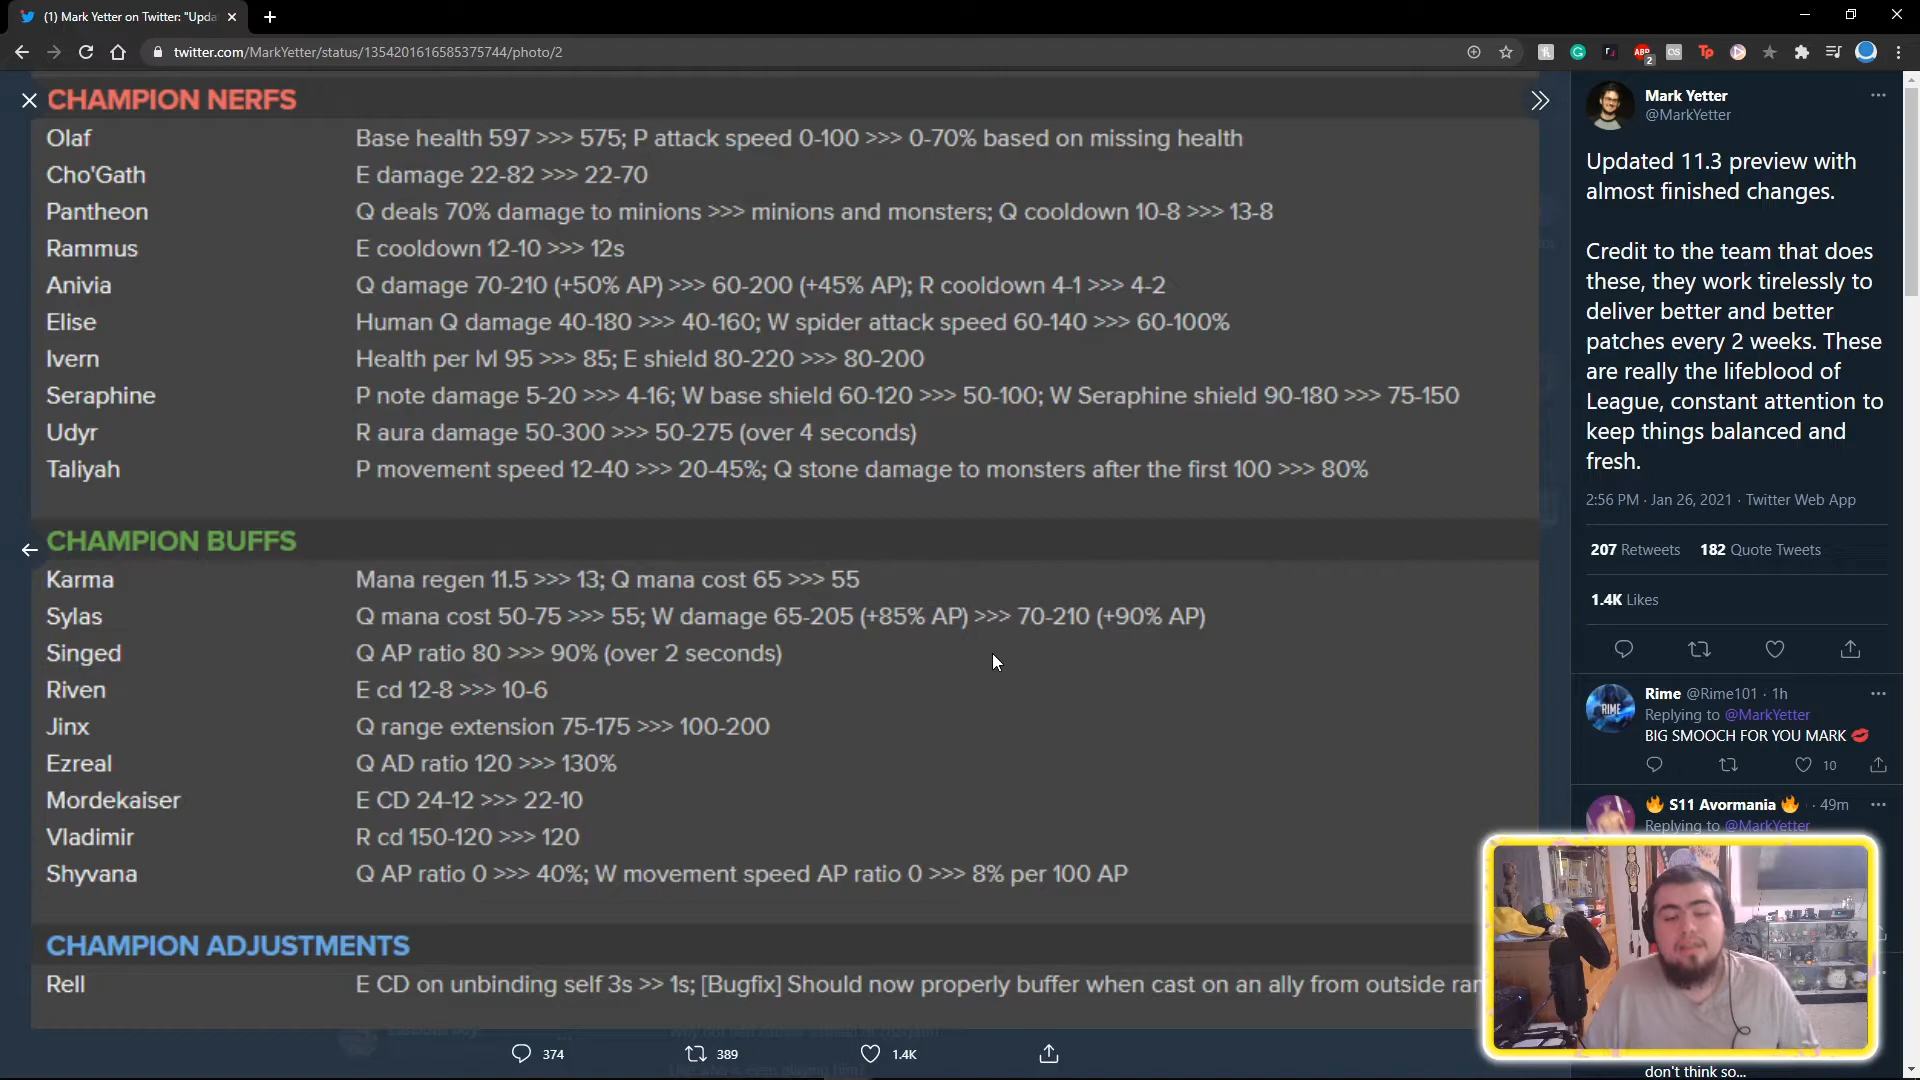 (1) Mark Yetter on Twitter: "Upda
twitter.com/MarkYetter/status/1354201616585375744/photo/2
CHAMPION NERFS
Olaf Base health 597 >>> 575; P attack speed 0-100 >>> 0-70% based on missing health
Cho'Gath E damage 22-82 >>> 22-70
Pantheon Q deals 70% damage to minions >>> minions and monsters; Q cooldown 10-8 >>> 13-8
Rammus E cooldown 12-10 >>> 12s
Anivia Q damage 70-210 (+50% AP) >>> 60-200 (+45% AP); R cooldown 4-1 >>> 4-2
Elise Human Q damage 40-180 >>> 40-160; W spider attack speed 60-140 >>> 60-100%
Ivern Health per lvl 95 >>> 85; E shield 80-220 >>> 80-200
Seraphine P note damage 5-20 >>> 4-16; W base shield 60-120 >>> 50-100; W Seraphine shield 90-180 >>> 75-150
Udyr R aura damage 50-300 >>> 50-275 (over 4 seconds)
Taliyah P movement speed 12-40 >>> 20-45%; Q stone damage to monsters after the first 100 >>> 80%
CHAMPION BUFFS
Karma Mana regen 11.5 >>> 13; Q mana cost 65 >>> 55
Sylas Q mana cost 50-75 >>> 55; W damage 65-205 (+85% AP) >>> 70-210 (+90% AP)
Singed Q AP ratio 80 >>> 90% (over 2 seconds)
Riven E cd 12-8 >>> 10-6
Jinx Q range extension 75-175 >>> 100-200
Ezreal Q AD ratio 120 >>> 130%
Mordekaiser E CD 24-12 >>> 22-10
Vladimir R cd 150-120 >>> 120
Shyvana Q AP ratio 0 >>> 40%; W movement speed AP ratio 0 >>> 8% per 100 AP
CHAMPION ADJUSTMENTS
Rell E CD on unbinding self 3s >> 1s; [Bugfix] Should now properly buffer when cast on an ally from outside ran
374 389 1.4K
Mark Yetter
@MarkYetter
Updated 11.3 preview with
almost finished changes.
Credit to the team that does
these, they work tirelessly to
deliver better and better
patches every 2 weeks. These
are really the lifeblood of
League, constant attention to
keep things balanced and
fresh.
2:56 PM · Jan 26, 2021 · Twitter Web App
207 Retweets 182 Quote Tweets
1.4K Likes
Rime @Rime101 · 1h
Replying to @MarkYetter
BIG SMOOCH FOR YOU MARK
10
S11 Avormania · 49m
Replying to @MarkYetter
don't think so...